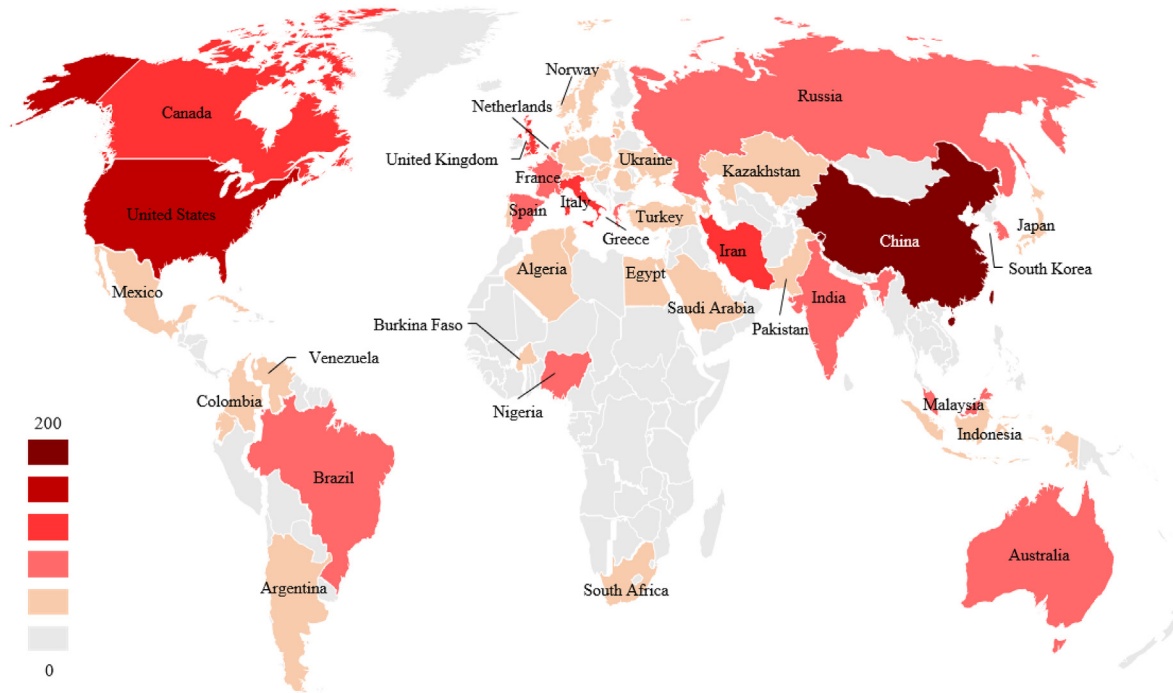 Norway
Canada
Russia
Netherlands
United Kingdom
Ukraine
Kazakhstan
France
Italy
Spain
United States
Turkey
Japan
Greece
Iran
China
South Korea
Algeria
Egypt
Mexico
Saudi Arabia
India
Burkina Faso
Pakistan
Venezuela
Colombia
Nigeria
Malaysia
200
Indonesia
Brazil
Australia
Argentina
South Africa
0